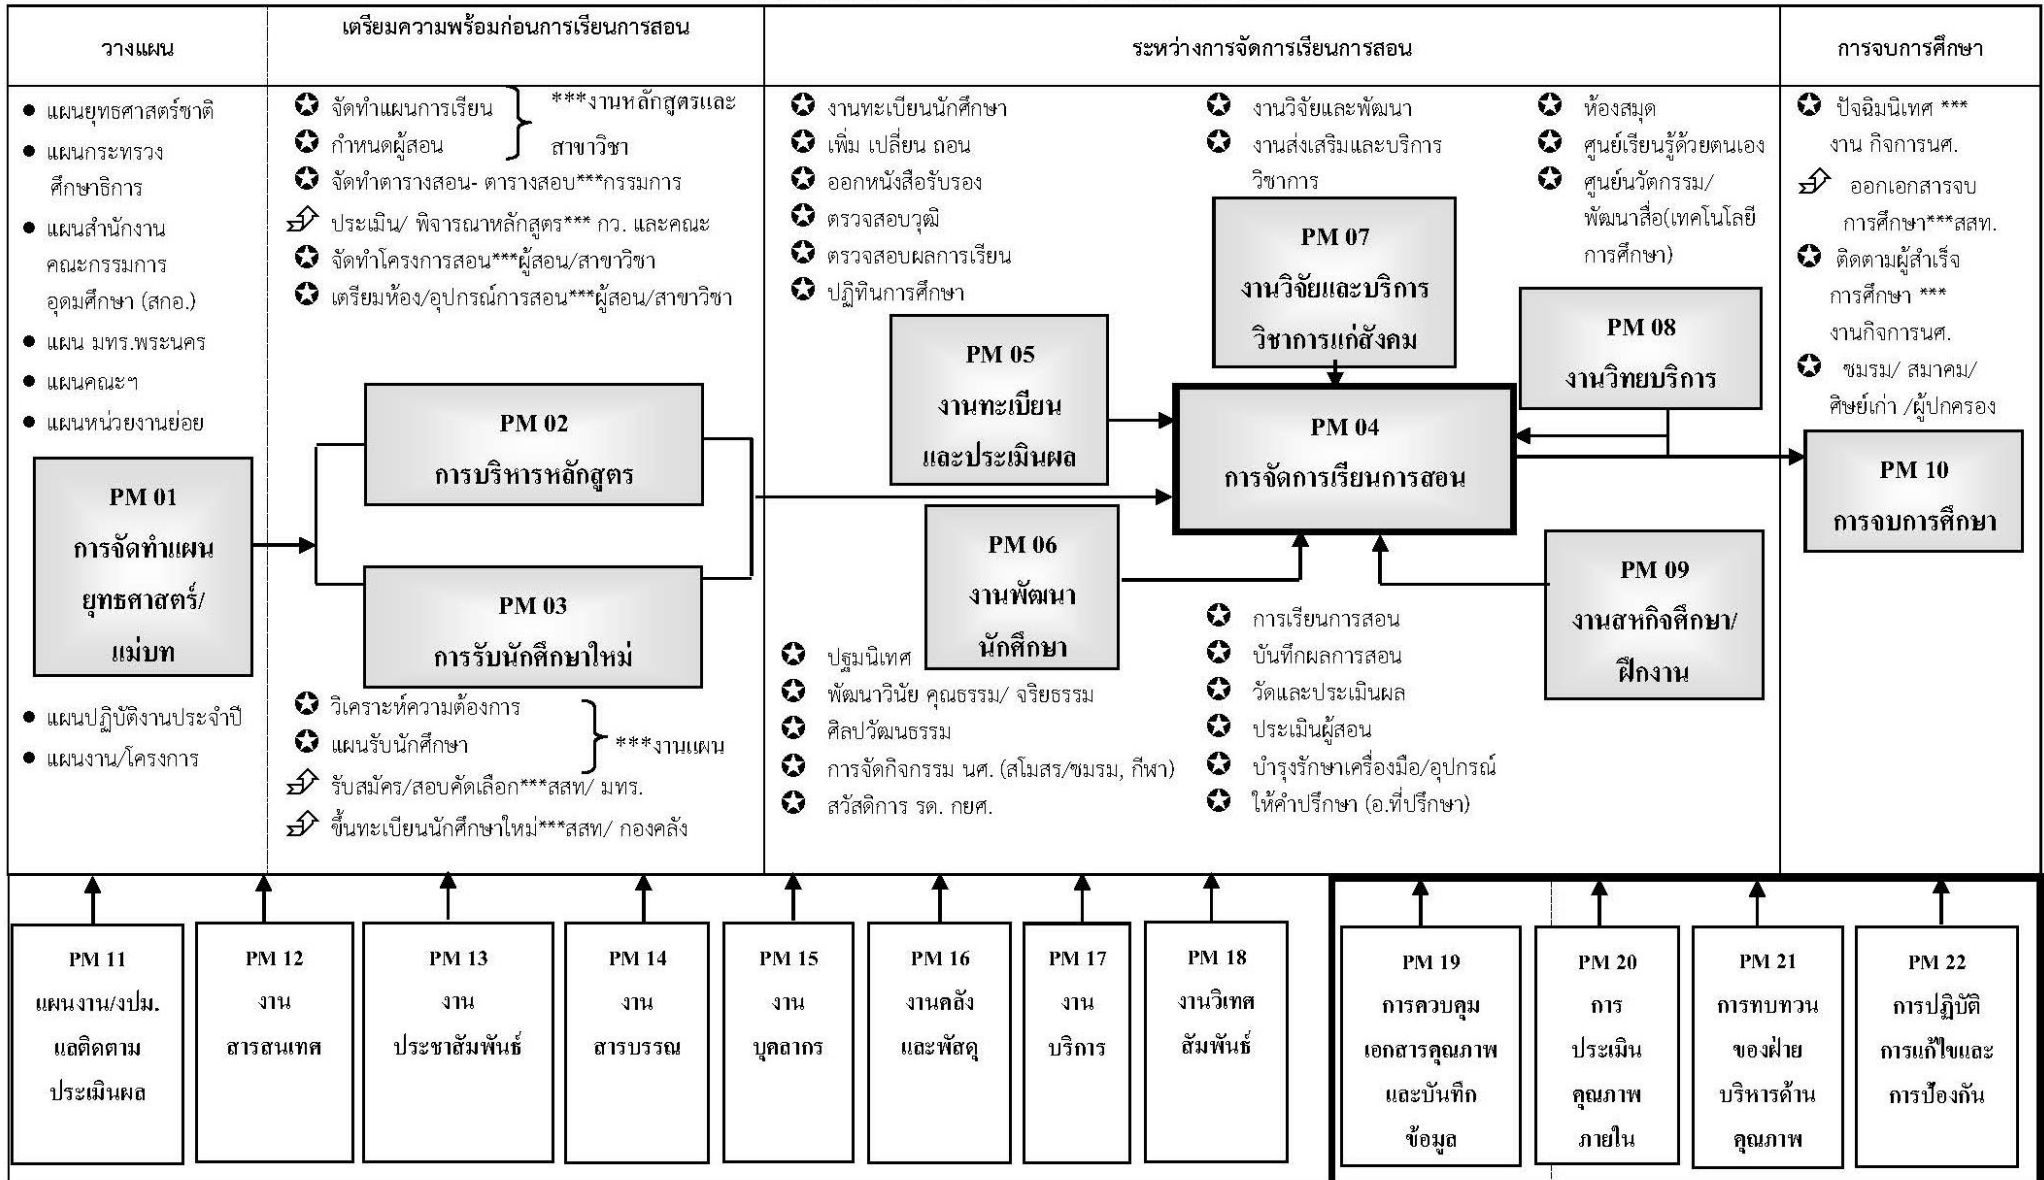 วางแผน
เตรียมความพร้อมก่อนการเรียนการสอน
ระหว่างการจัดการเรียนการสอน
การจบการศึกษา
แผนยุทธศาสตร์ชาติ
แผนกระทรวง
ศึกษาธิการ
แผนสำนักงาน
คณะกรรมการ
อุดมศึกษา (สกอ.)
แผน มทร.พระนคร
แผนคณะฯ
แผนหน่วยงานย่อย
PM 01
การจัดทำแผน
ยุทธศาสตร์/
แม่บท
แผนปฏิบัติงานประจำปี
แผนงาน/โครงการ
จัดทำแผนการเรียน
กำหนดผู้สอน
***งานหลักสูตรและ
สาขาวิชา
จัดทำตารางสอน- ตารางสอบ***กรรมการ
ประเมิน/ พิจารณาหลักสูตร*** กว. และคณะ
จัดทำโครงการสอน***ผู้สอน/สาขาวิชา
เตรียมห้อง/อุปกรณ์การสอน***ผู้สอน/สาขาวิชา
PM 02
การบริหารหลักสูตร
PM 03
การรับนักศึกษาใหม่
วิเคราะห์ความต้องการ
แผนรับนักศึกษา
***งานแผน
รับสมัคร/สอบคัดเลือก***สสท/ มทร.
ขึ้นทะเบียนนักศึกษาใหม่***สสท/ กองคลัง
งานทะเบียนนักศึกษา
เพิ่ม เปลี่ยน ถอน
ออกหนังสือรับรอง
ตรวจสอบวุฒิ
ตรวจสอบผลการเรียน
ปฏิทินการศึกษา
PM 05
งานทะเบียน
และประเมินผล
PM 06
งานพัฒนา
นักศึกษา
ปฐมนิเทศ
พัฒนาวินัย คุณธรรม/ จริยธรรม
ศิลปวัฒนธรรม
การจัดกิจกรรม นศ. (สโมสร/ชมรม, กีฬา)
สวัสดิการ รด. กยศ.
งานวิจัยและพัฒนา
งานส่งเสริมและบริการ
วิชาการ
PM 07
งานวิจัยและบริการ
วิชาการแก่สังคม
PM 04
การจัดการเรียนการสอน
การเรียนการสอน
บันทึกผลการสอน
วัดและประเมินผล
ประเมินผู้สอน
บำรุงรักษาเครื่องมือ/อุปกรณ์
ให้คำปรึกษา (อ.ที่ปรึกษา)
ห้องสมุด
ศูนย์เรียนรู้ด้วยตนเอง
ศูนย์นวัตกรรม/
พัฒนาสื่อ(เทคโนโลยี
การศึกษา)
PM 08
งานวิทยบริการ
PM 09
งานสหกิจศึกษา/
ฝึกงาน
ปัจฉิมนิเทศ ***
งาน กิจการนศ.
ออกเอกสารจบ
การศึกษา***สสท.
ติดตามผู้สำเร็จ
การศึกษา ***
งานกิจการนศ.
ชมรม/ สมาคม/
ศิษย์เก่า /ผู้ปกครอง
PM 10
การจบการศึกษา
PM 11
แผนงาน/งปม.
แลติดตาม
ประเมินผล
PM 12
งาน
สารสนเทศ
PM 13
งาน
ประชาสัมพันธ์
PM 14
งาน
สารบรรณ
PM 15
งาน
บุคลากร
PM 16
งานคลัง
และพัสดุ
PM 17
งาน
บริการ
PM 18
งานวิเทศ
สัมพันธ์
PM 19
การควบคุม
เอกสารคุณภาพ
และบันทึก
ข้อมูล
PM 20
การ
ประเมิน
คุณภาพ
ภายใน
PM 21
การทบทวน
ของฝ่าย
บริหารด้าน
คุณภาพ
PM 22
การปฏิบัติ
การแก้ไขและ
การป้องกัน